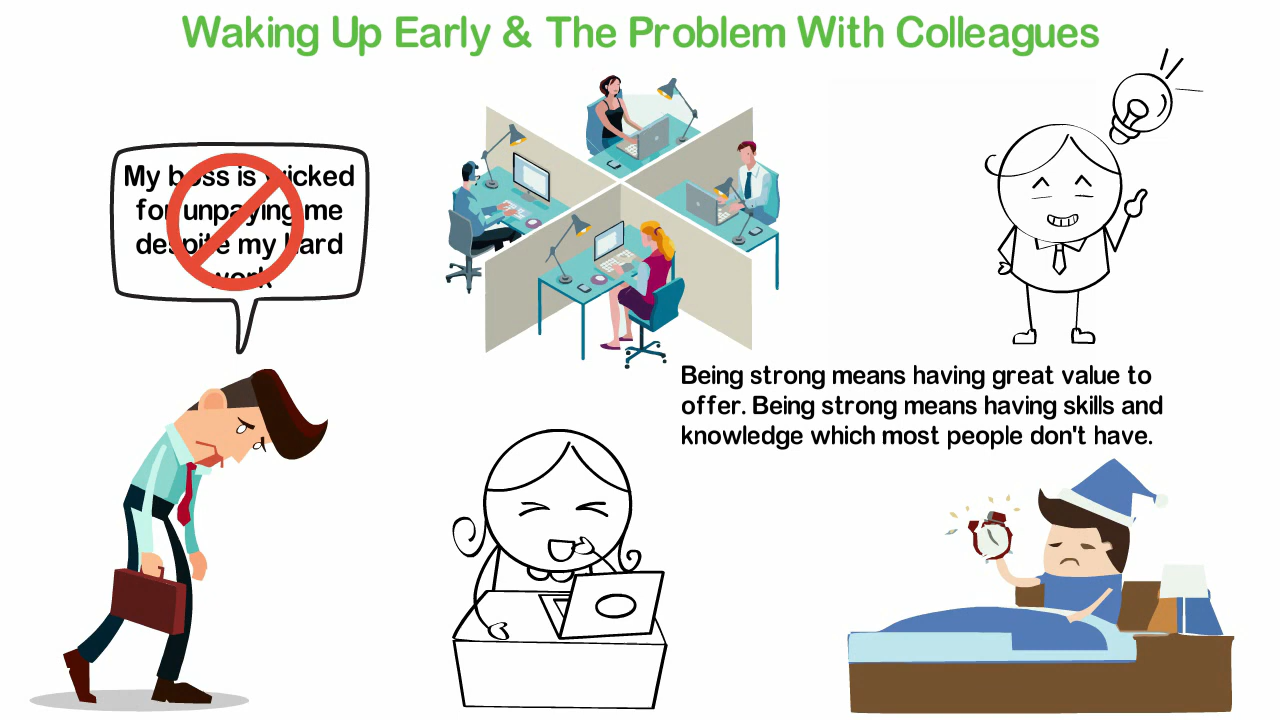 Waking Up Early & The Problem With Colleagues
My boss is wicked
for unpaying me
despite my hard
work
Being strong means having great value to
offer. Being strong means having skills and
knowledge which most people don't have.